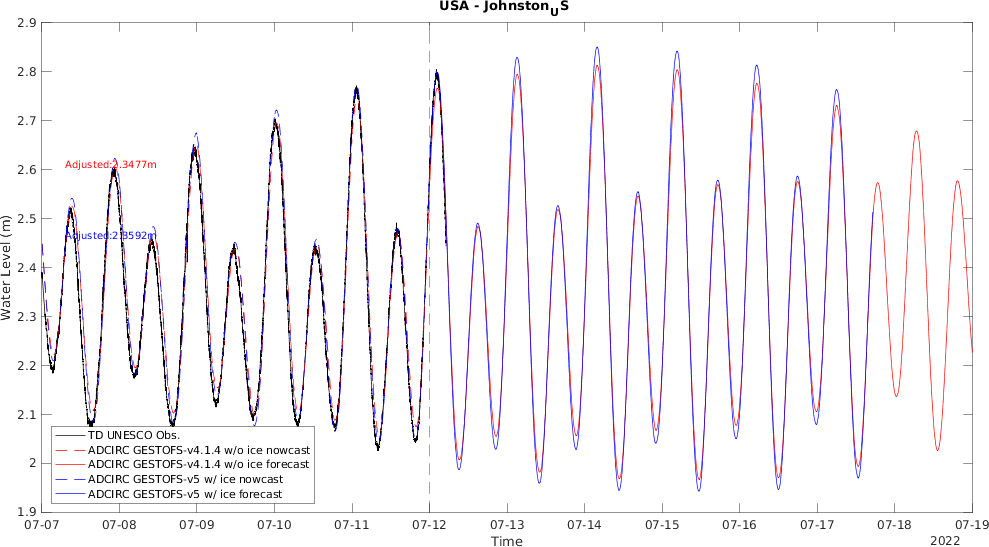 USA - Johnston_US
2.9
2.8
2.7
2.6
2.5
2.4
2.3
2.2
2.1
2
1.9
Water Level (m)
Adjusted:2.3477m
Adjusted:2.3592m
TD UNESCO Obs.
ADCIRC GESTOFS-v4.1.4 w/o ice nowcast
ADCIRC GESTOFS-v4.1.4 w/o ice forecast
ADCIRC GESTOFS-v5 w/ ice nowcast
ADCIRC GESTOFS-v5 w/ ice forecast
07-07 07-08 07-09 07-10 07-11 07-12 07-13 07-14 07-15 07-16 07-17 07-18 07-19
Time
2022